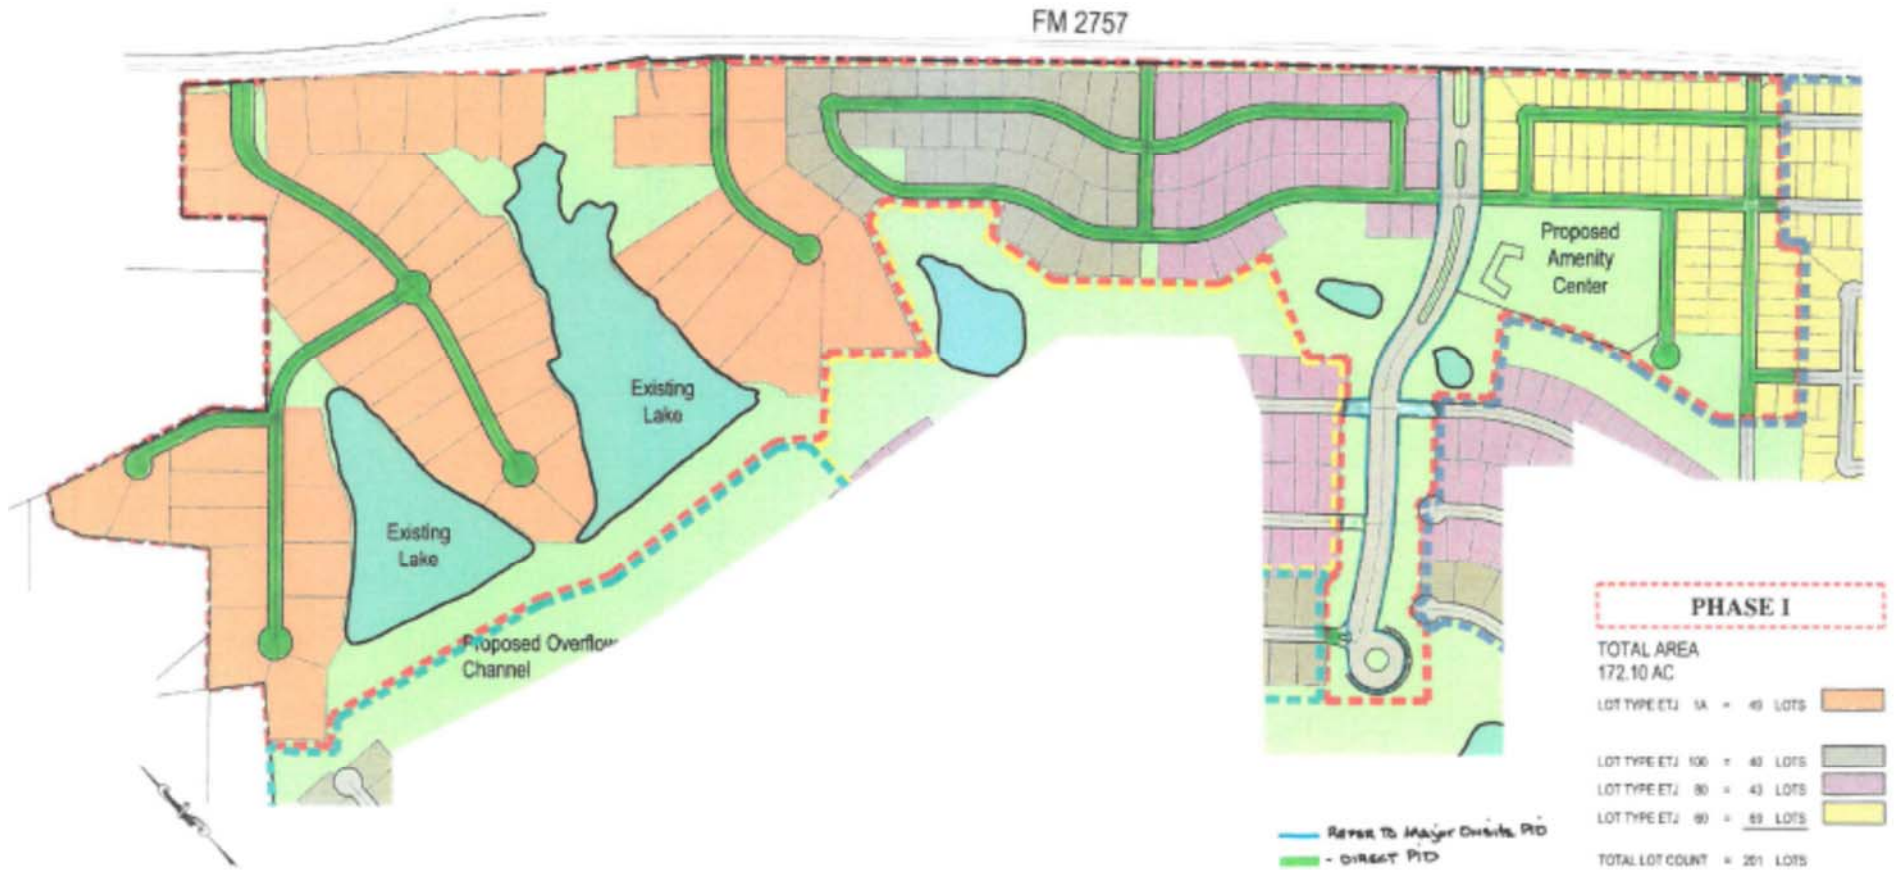 FM 2757
Proposed
Amenity
Center
Existing
Lake
Existing
Lake
Proposed Overflow
Channel
PHASE I
TOTAL AREA
172.10 AC
LOT TYPE ETJ 1A = 49 LOTS
LOT TYPE ETJ 100 = 40 LOTS
LOT TYPE ETJ 80 = 43 LOTS
LOT TYPE ETJ 60 = 69 LOTS
REFER TO Major Onsite PID
- DIRECT PID
TOTAL LOT COUNT = 201 LOTS